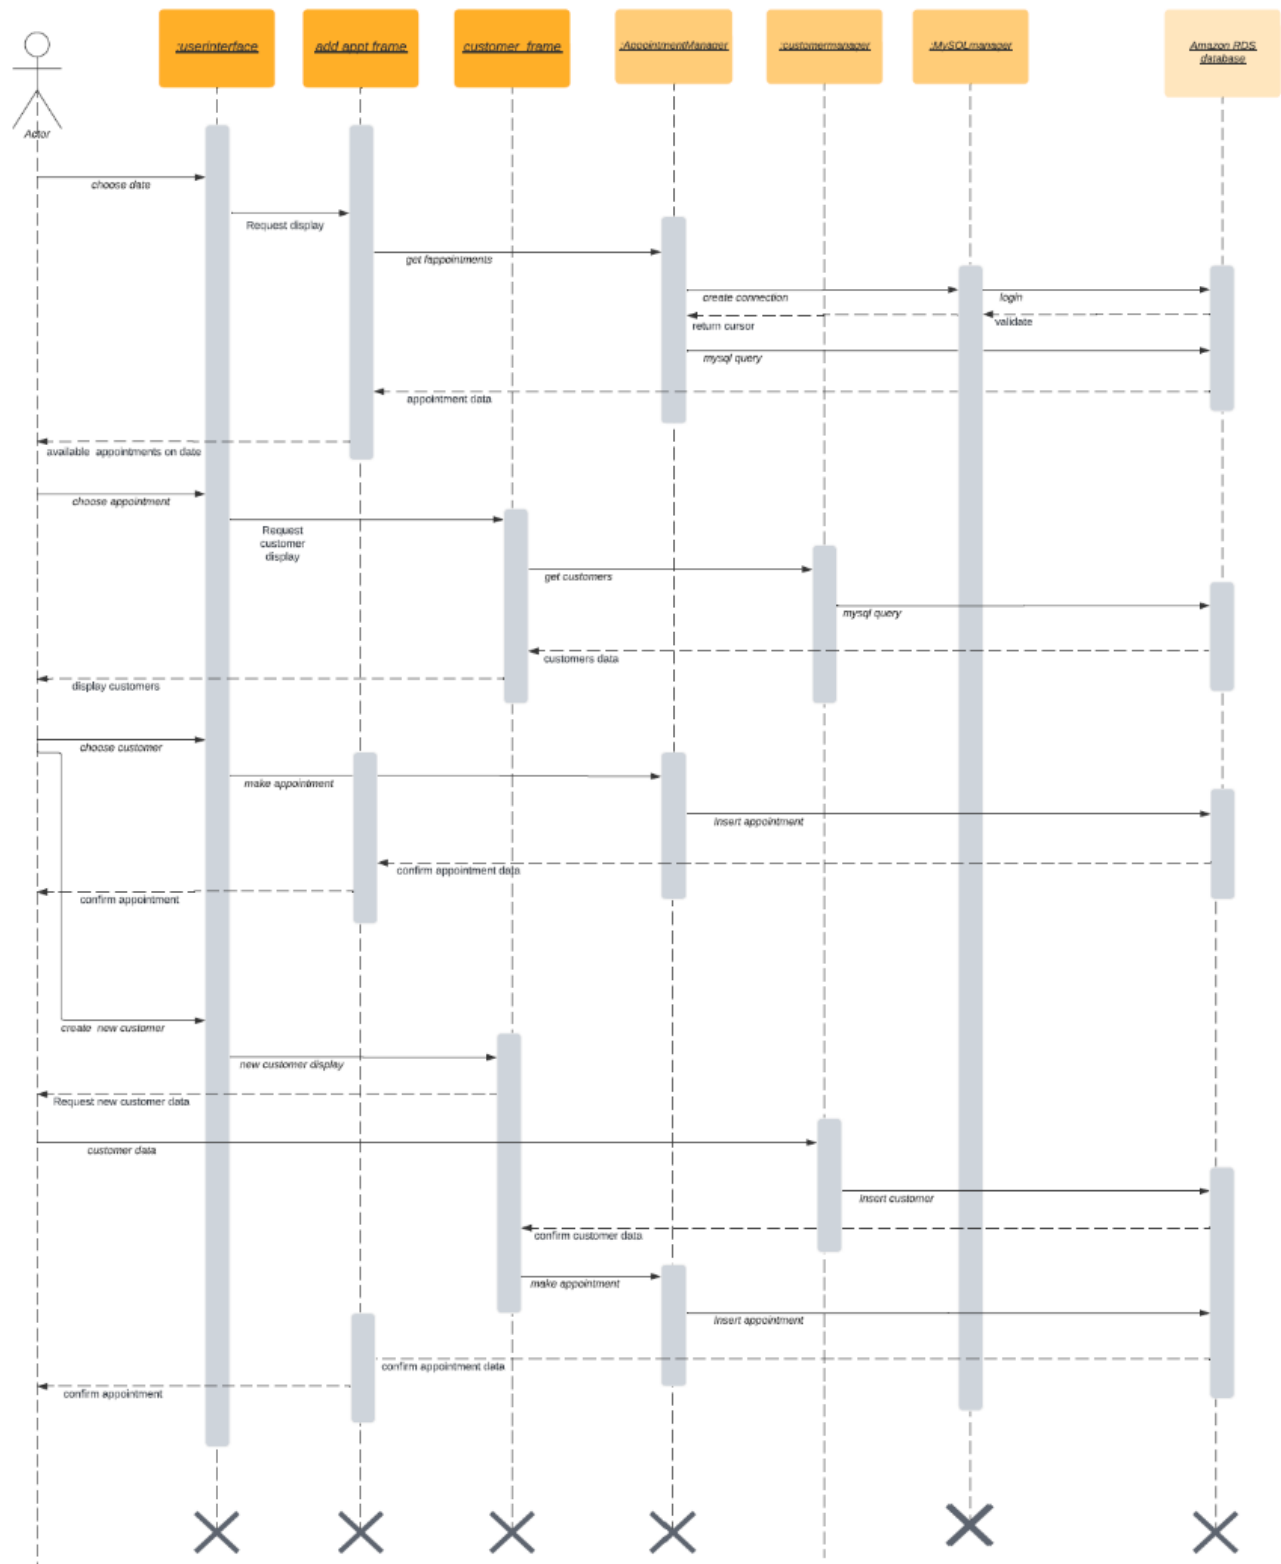 :userinterface
add appt frame
customer_frame
:AppointmentManager
:customermanager
:MySQLmanager
Amazon RDS
database
Actor
choose date
Request display
get fappointments
create connection
login
return cursor
validate
mysql query
appointment data
available appointments on date
choose appointment
Request
customer
display
get customers
mysql query
customers data
display customers
choose customer
make appointment
Insert appointment
confirm appointment data
confirm appointment
create new customer
new customer display
Request new customer data
customer data
Insert customer
confirm customer data
make appointment
Insert appointment
confirm appointment data
confirm appointment